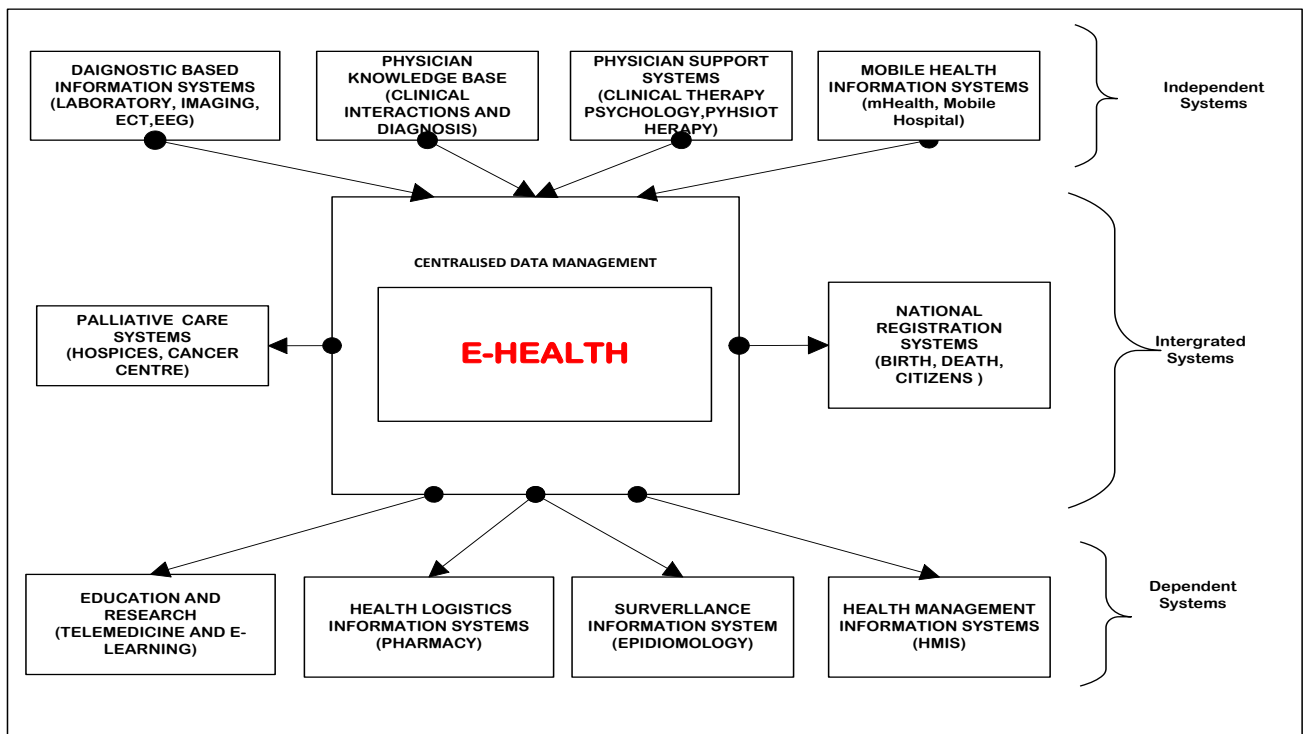 DAIGNOSTIC BASED
INFORMATION SYSTEMS
(LABORATORY, IMAGING,
ECT,EEG)
PHYSICIAN
KNOWLEDGE BASE
(CLINICAL
INTERACTIONS AND
DIAGNOSIS)
PHYSICIAN SUPPORT
SYSTEMS
(CLINICAL THERAPY
PSYCHOLOGY,PYHSIOT
HERAPY)
MOBILE HEALTH
INFORMATION SYSTEMS
(mHealth, Mobile
Hospital)
Independent
Systems
CENTRALISED DATA MANAGEMENT
E-HEALTH
PALLIATIVE CARE
SYSTEMS
(HOSPICES, CANCER
CENTRE)
NATIONAL
REGISTRATION
SYSTEMS
(BIRTH, DEATH,
CITIZENS )
Intergrated
Systems
EDUCATION AND
RESEARCH
(TELEMEDICINE AND E-
LEARNING)
HEALTH LOGISTICS
INFORMATION SYSTEMS
(PHARMACY)
SURVERLLANCE
INFORMATION SYSTEM
(EPIDIOMOLOGY)
HEALTH MANAGEMENT
INFORMATION SYSTEMS
(HMIS)
Dependent
Systems